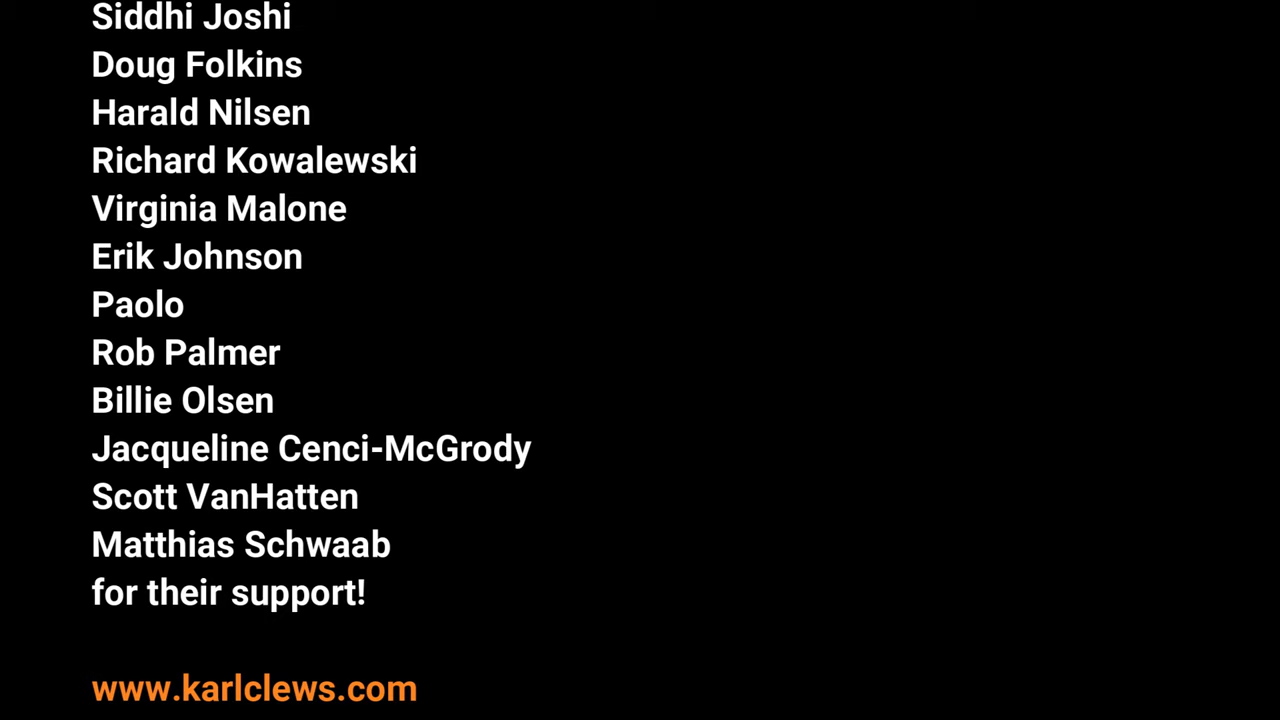 Siddhi Joshi
Doug Folkins
Harald Nilsen
Richard Kowalewski
Virginia Malone
Erik Johnson
Paolo
Rob Palmer
Billie Olsen
Jacqueline Cenci-McGrody
Scott VanHatten
Matthias Schwaab
for their support!
www.karlclews.com